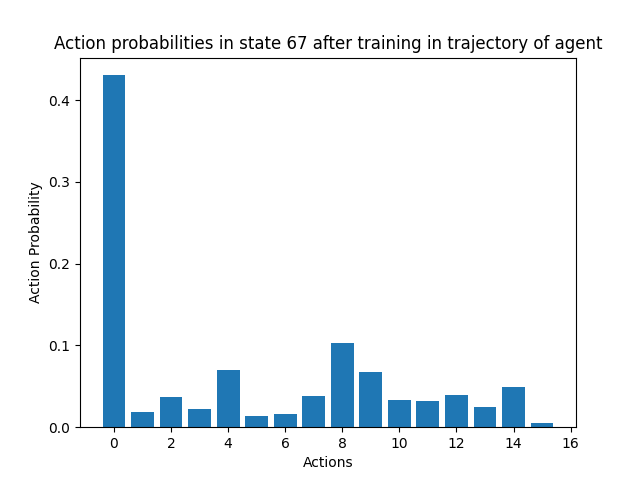 Action probabilities in state 67 after training in trajectory of agent
0.4
0.3
0.2
0.1
0.0
Action Probability
0 2 4 6 8 10 12 14 16
Actions